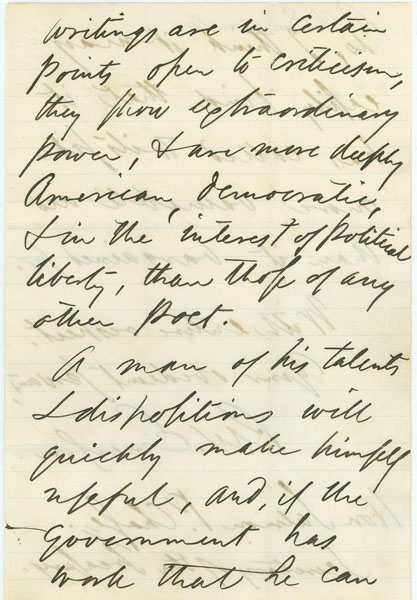 writings are in certain
points open to criticism,
they show extraordinary
power, & are more deeply
American, democratic,
& in the interest of political
liberty, than those of any
other poet.
A man of his talents
& dispositions will
quickly make himself
useful, and, if the
government has
work that he can